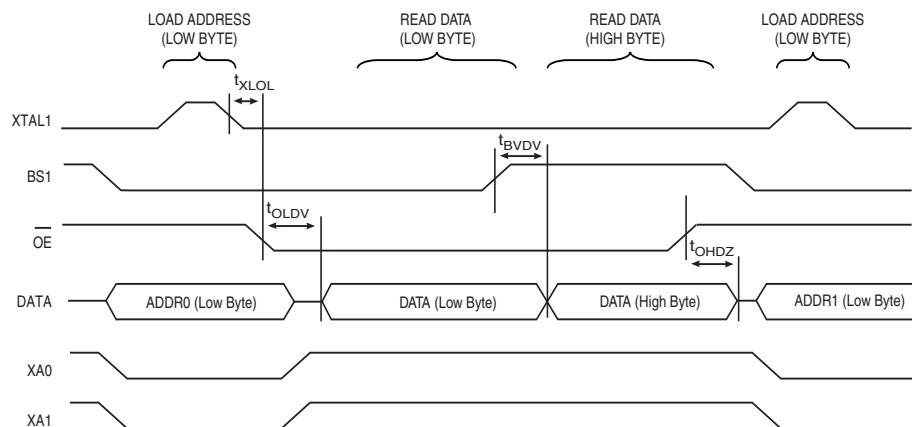 LOAD ADDRESS
(LOW BYTE)
READ DATA
(LOW BYTE)
READ DATA
(HIGH BYTE)
LOAD ADDRESS
(LOW BYTE)
tXLOL
XTAL1
tBVDV
BS1
tOLDV
OE
tOHDZ
DATA
ADDR0 (Low Byte)
DATA (Low Byte)
DATA (High Byte)
ADDR1 (Low Byte)
XA0
XA1